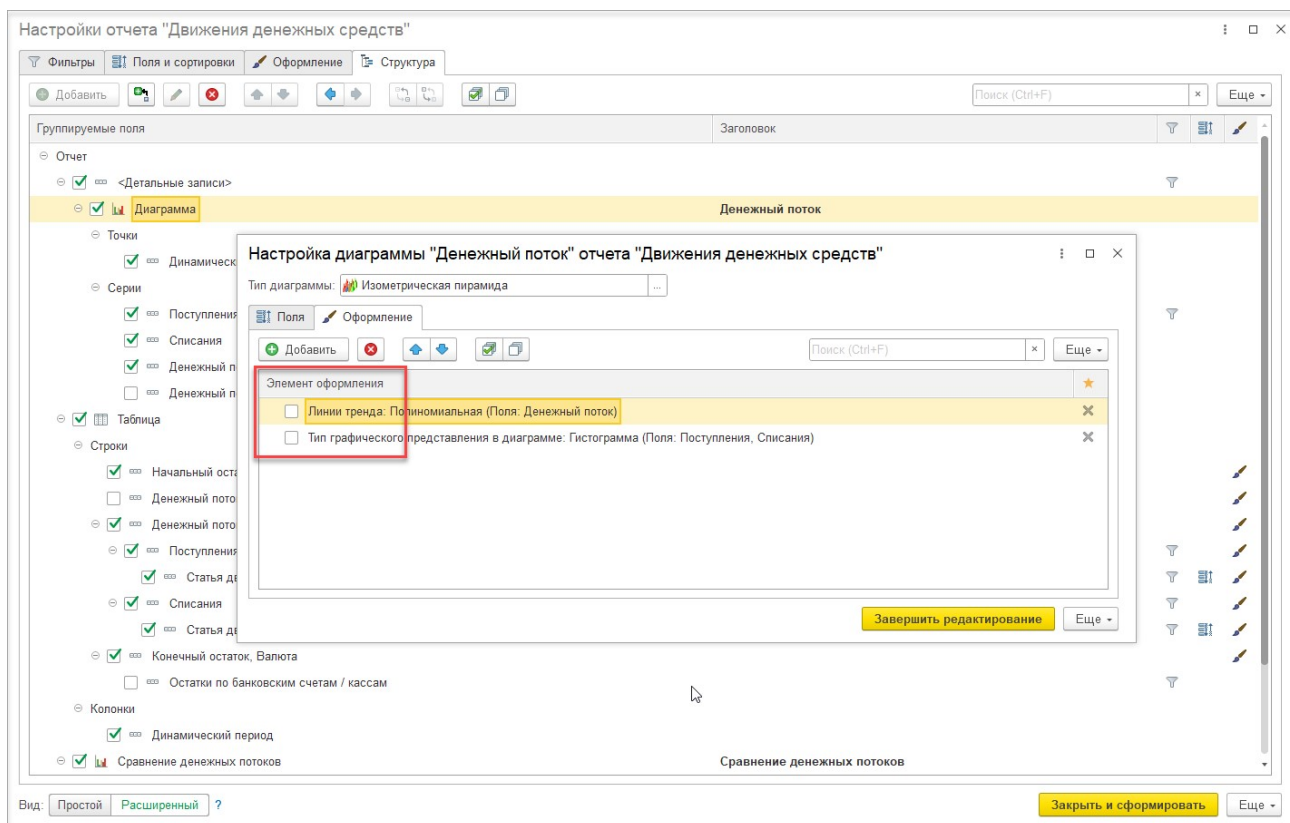 Настройки отчета "Движения денежных средств"
Фильтры Поля и сортировки Оформление Структура
Добавить Поиск (Ctrl+F) × Еще
Группируемые поля Заголовок
Отчет
<Детальные записи>
Диаграмма Денежный поток
Точки
Динамическ
Серии
Поступления
Списания
Денежный п
Денежный п
Таблица
Строки
Начальный оста
Денежный пото
Денежный пото
Поступления
Статья дв
Списания
Статья дв
Конечный остаток, Валюта
Остатки по банковским счетам / кассам
Колонки
Динамический период
Сравнение денежных потоков Сравнение денежных потоков
Настройка диаграммы "Денежный поток" отчета "Движения денежных средств"
Тип диаграммы: Изометрическая пирамида ...
Поля Оформление
Добавить Поиск (Ctrl+F) × Еще
Элемент оформления
Линии тренда: Полиномиальная (Поля: Денежный поток)
Тип графического представления в диаграмме: Гистограмма (Поля: Поступления, Списания)
Завершить редактирование Еще
Вид: Простой Расширенный ? Закрыть и сформировать Еще